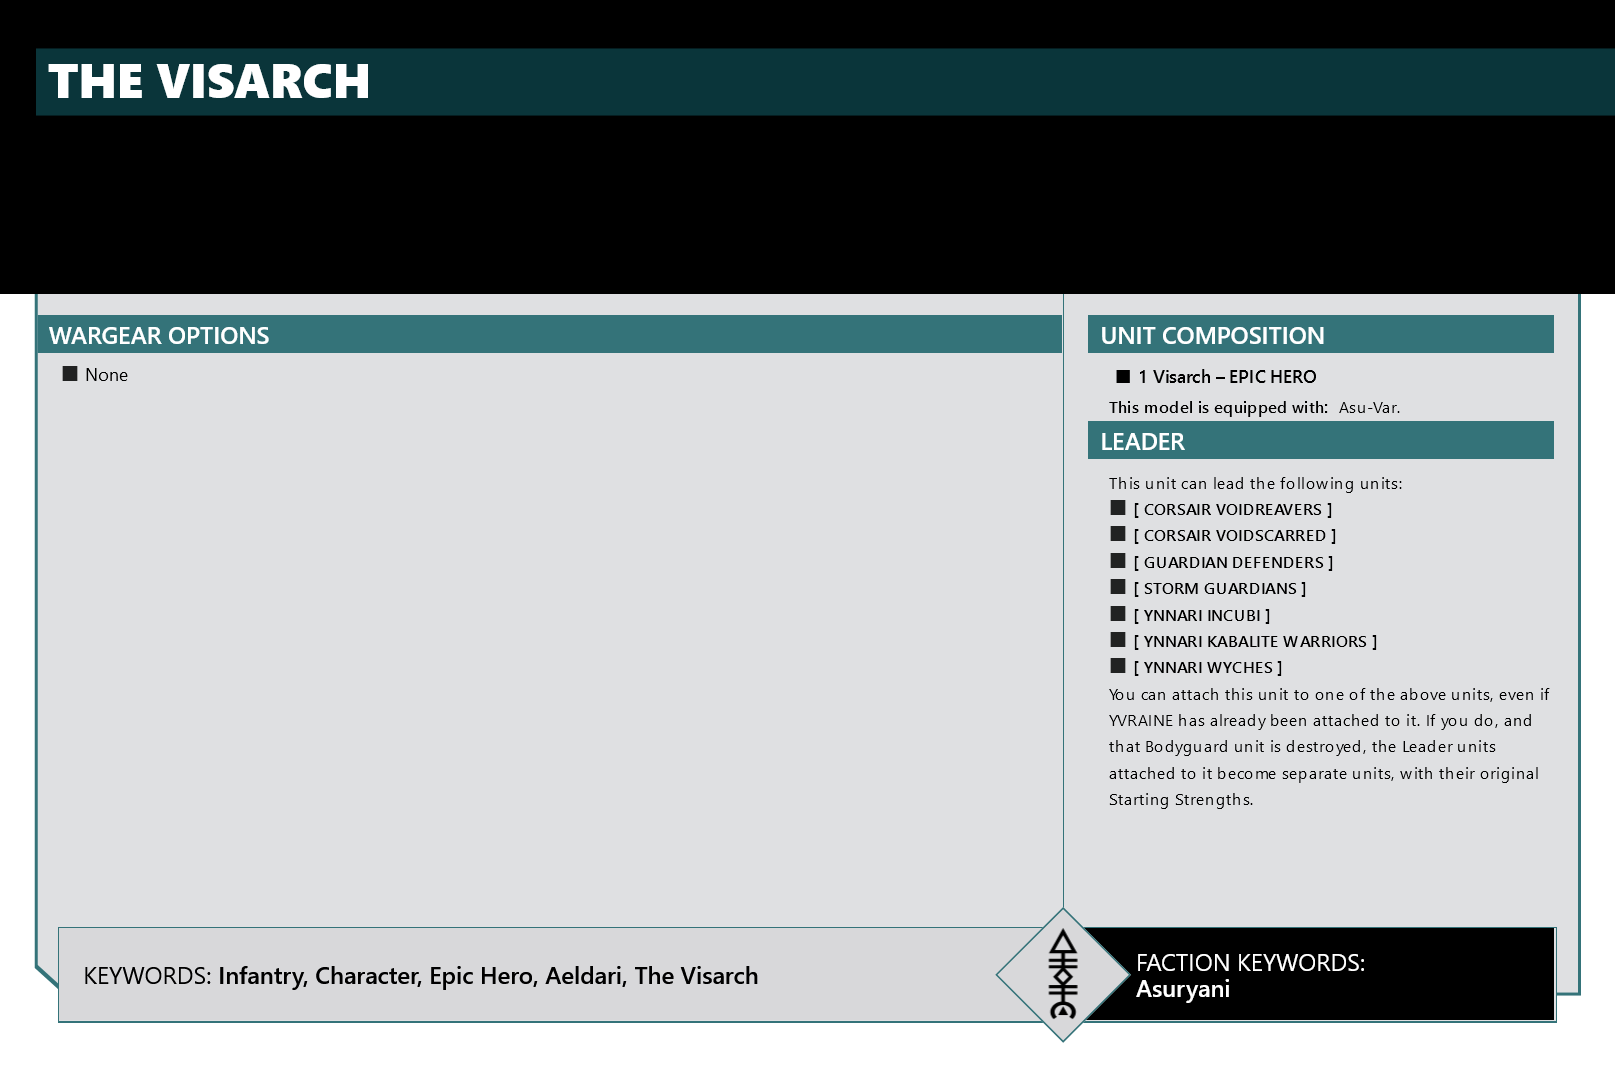 THE VISARCH
WARGEAR OPTIONS
■ None
UNIT COMPOSITION
■ 1 Visarch – EPIC HERO
This model is equipped with: Asu-Var.
LEADER
This unit can lead the following units:
■ [ CORSAIR VOIDREAVERS ]
■ [ CORSAIR VOIDSCARRED ]
■ [ GUARDIAN DEFENDERS ]
■ [ STORM GUARDIANS ]
■ [ YNNARI INCUBI ]
■ [ YNNARI KABALITE WARRIORS ]
■ [ YNNARI WYCHES ]
You can attach this unit to one of the above units, even if
YVRAINE has already been attached to it. If you do, and
that Bodyguard unit is destroyed, the Leader units
attached to it become separate units, with their original
Starting Strengths.
KEYWORDS: Infantry, Character, Epic Hero, Aeldari, The Visarch
FACTION KEYWORDS:
Asuryani